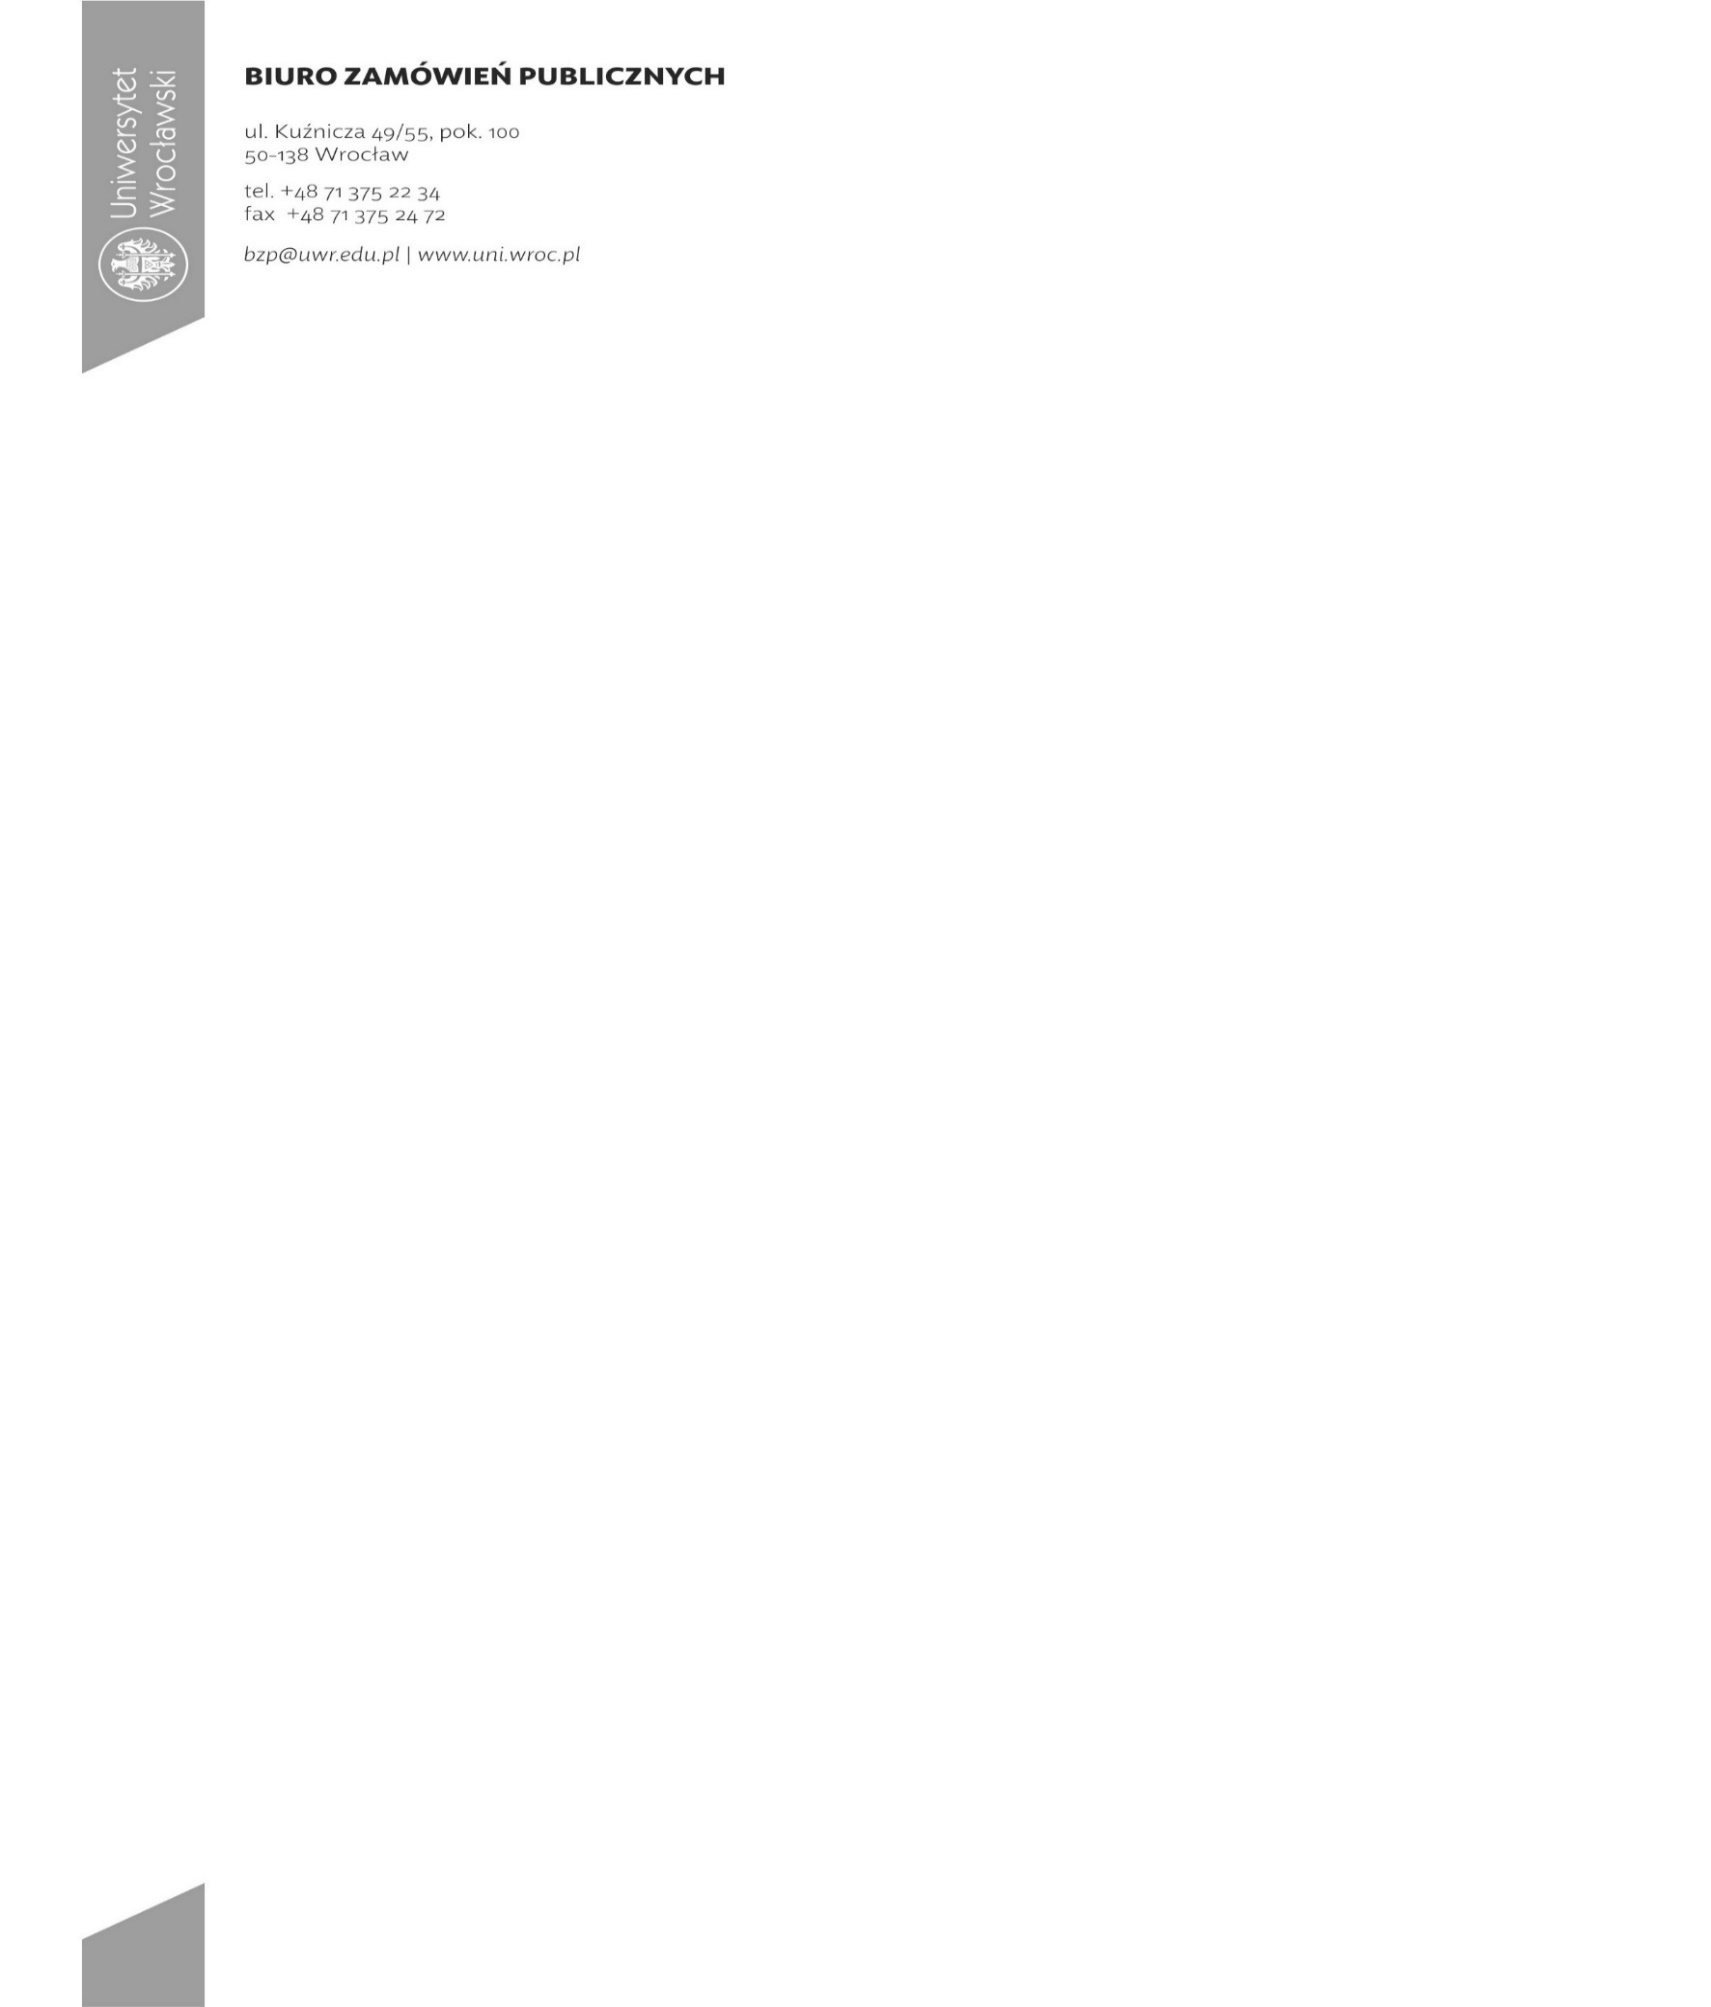 Uniwersytet
Wrocławski
BIURO ZAMÓWIEŃ PUBLICZNYCH
ul. Kuźnicza 49/55, pok. 100
50-138 Wrocław
tel. +48 71 375 22 34
fax +48 71 375 24 72
bzp@uwr.edu.pl | www.uni.wroc.pl